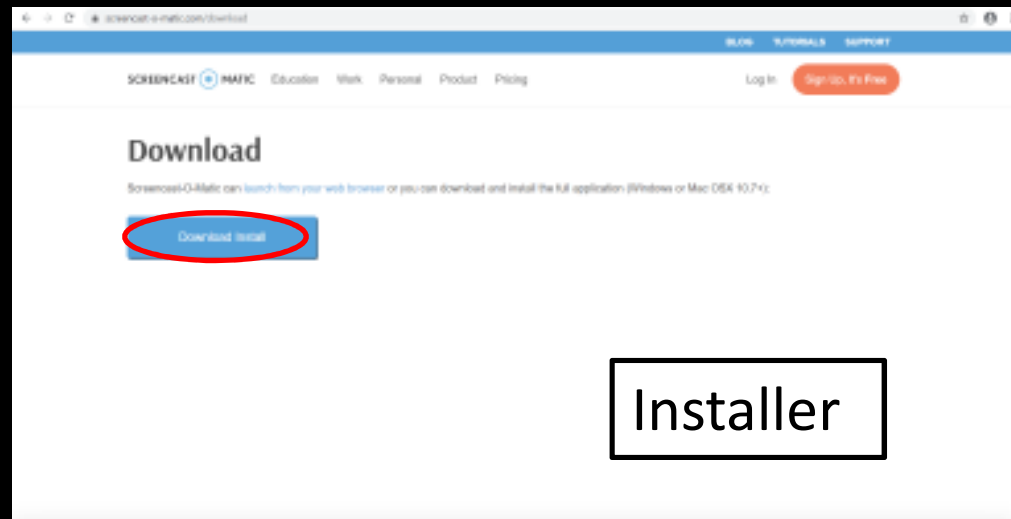 screencast-o-matic.com/download
BLOG TUTORIALS SUPPORT
SCREENCAST O MATIC Education Work Personal Product Pricing Log In Sign Up, It's Free
Download
Screencast-O-Matic can launch from your web browser or you can download and install the full application (Windows or Mac OSX 10.7+):
Download Install
Installer